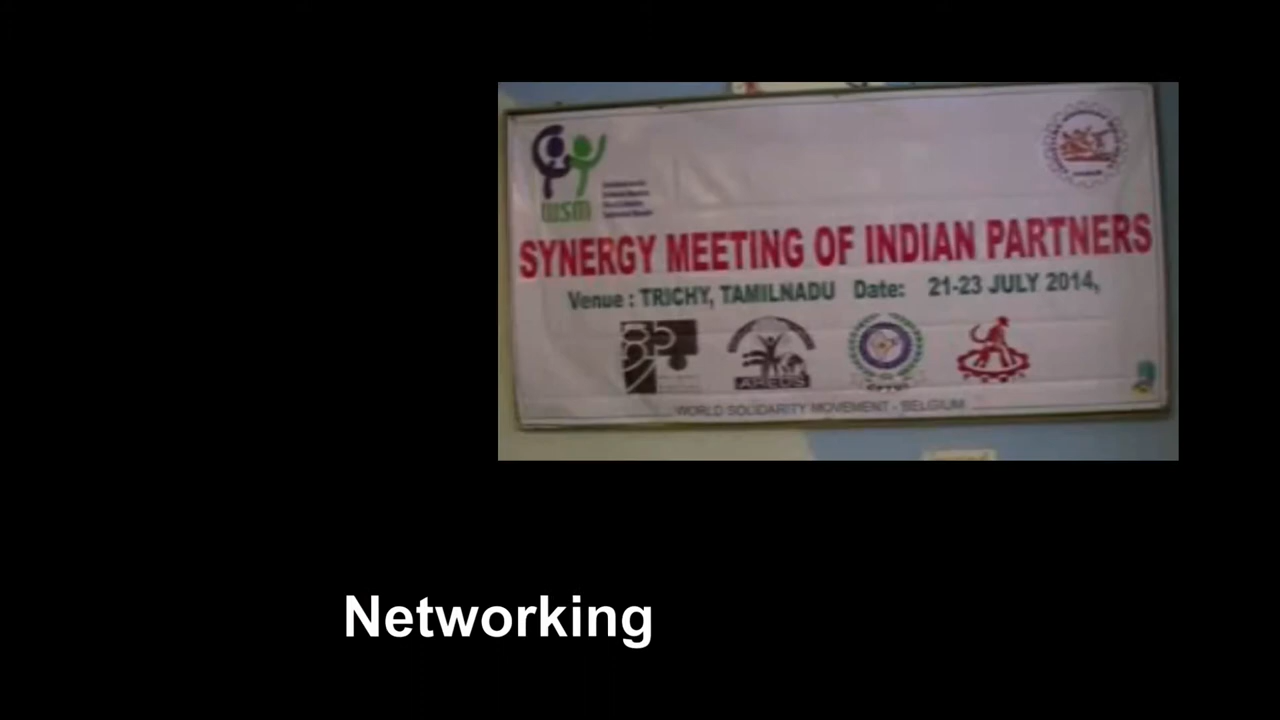 WSM
SYNERGY MEETING OF INDIAN PARTNERS
Venue : TRICHY, TAMILNADU Date: 21-23 JULY 2014,
AREDS
WORLD SOLIDARITY MOVEMENT - BELGIUM
Networking